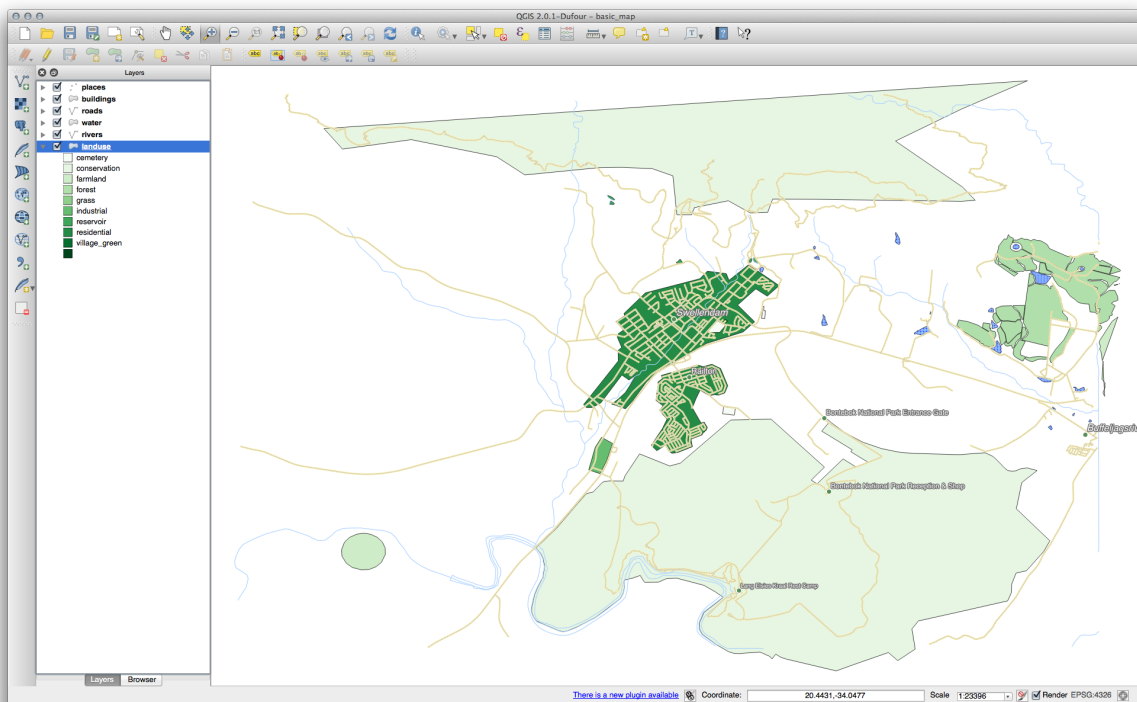 QGIS 2.0.1-Dufour - basic_map
Layers
places
buildings
roads
water
rivers
landuse
cemetery
conservation
farmland
forest
grass
industrial
reservoir
residential
village_green
Swellendam
Railton
Bontebok National Park Entrance Gate
Buffeljagsriv
Bontebok National Park Reception & Shop
Lang Elsies Kraal Rest Camp
Layers
Browser
There is a new plugin available
Coordinate:
20.4431,-34.0477
Scale
1:23396
Render
EPSG:4326